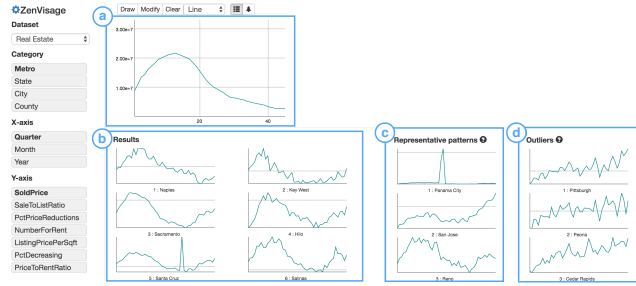 ZenVisage
Dataset
Real Estate
Category
Metro
State
City
County
X-axis
Quarter
Month
Year
Y-axis
SoldPrice
SaleToListRatio
PctPriceReductions
NumberForRent
ListingPricePerSqft
PctDecreasing
PriceToRentRatio
Draw Modify Clear Line
a
3.00e+7
2.00e+7
1.00e+7
20 40
b
Results
1 : Naples 2 : Key West
3 : Sacramento 4 : Hilo
5 : Santa Cruz 6 : Salinas
c
Representative patterns ?
1 : Panama City
2 : San Jose
3 : Reno
d
Outliers ?
1 : Pittsburgh
2 : Peoria
3 : Cedar Rapids